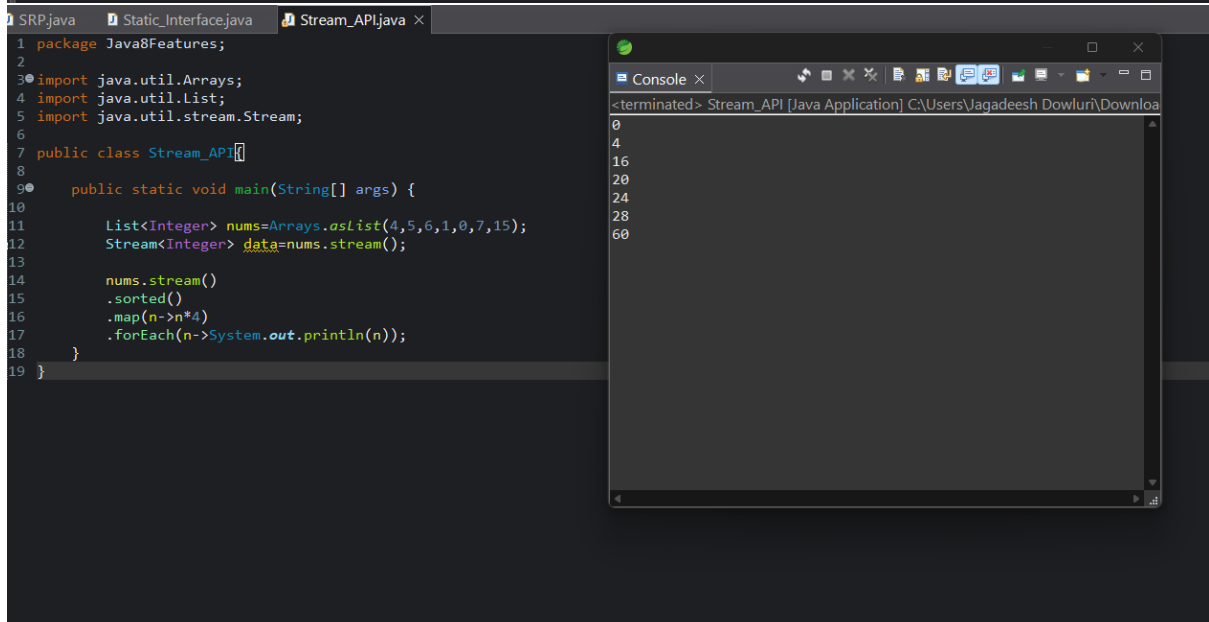 SRP.java Static_Interface.java Stream_API.java
1 package Java8Features;
2
3 import java.util.Arrays;
4 import java.util.List;
5 import java.util.stream.Stream;
6
7 public class Stream_API{
8
9 public static void main(String[] args) {
10
11 List<Integer> nums=Arrays.asList(4,5,6,1,0,7,15);
12 Stream<Integer> data=nums.stream();
13
14 nums.stream()
15 .sorted()
16 .map(n->n*4)
17 .forEach(n->System.out.println(n));
18 }
19 }
Console
<terminated> Stream_API [Java Application] C:\Users\Jagadeesh Dowluri\Downloa
0
4
16
20
24
28
60